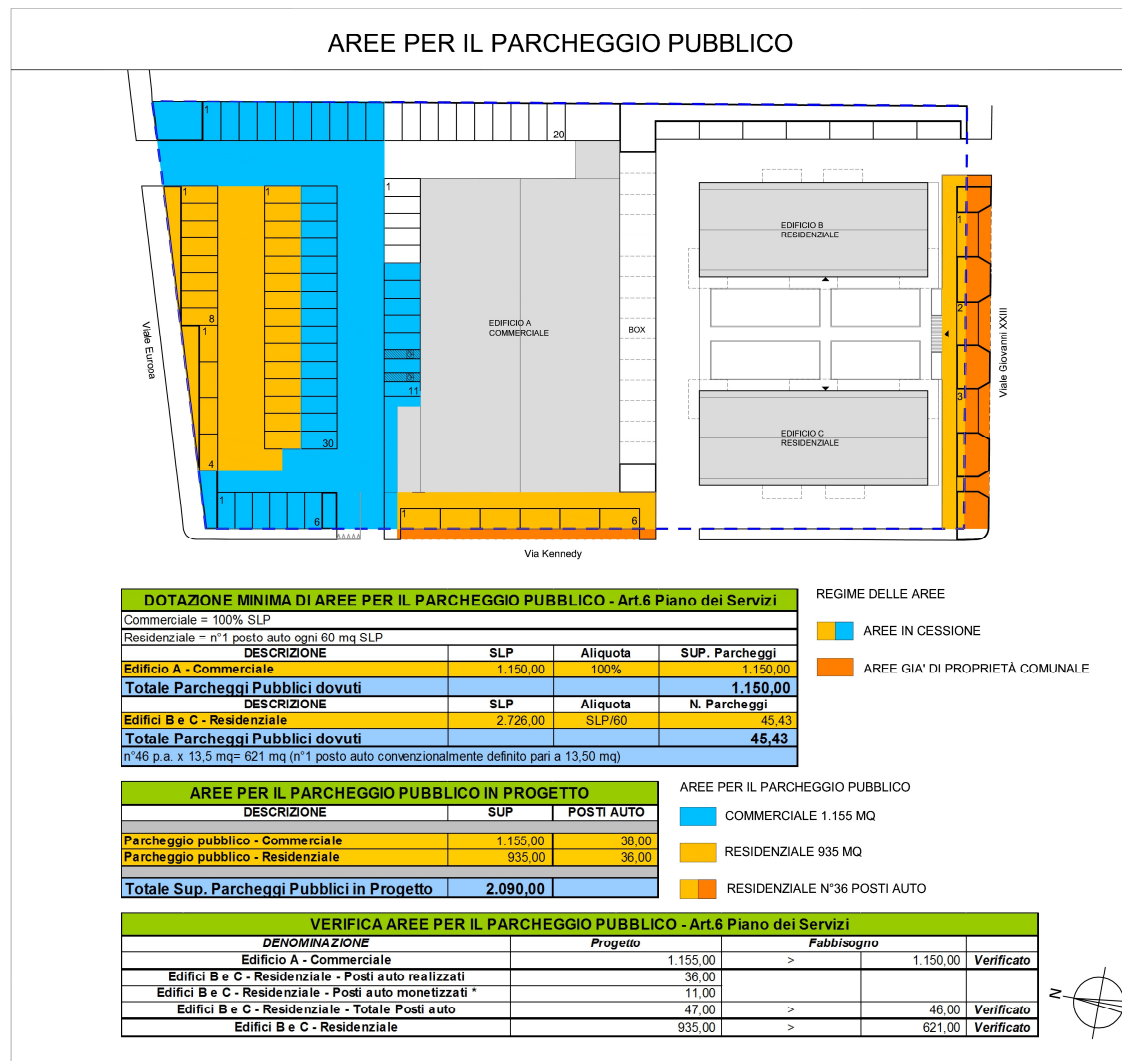 AREE PER IL PARCHEGGIO PUBBLICO
1
20
1
1
1
EDIFICIO B
RESIDENZIALE
1
Viale Europa
8
1
EDIFICIO A
COMMERCIALE
BOX
2
Viale Giovanni XXIII
11
3
30
4
EDIFICIO C
RESIDENZIALE
1
6
1
6
Via Kennedy
DOTAZIONE MINIMA DI AREE PER IL PARCHEGGIO PUBBLICO - Art.6 Piano dei Servizi
Commerciale = 100% SLP
Residenziale = n°1 posto auto ogni 60 mq SLP
DESCRIZIONE SLP Aliquota SUP. Parcheggi
Edificio A - Commerciale 1.150,00 100% 1.150,00
Totale Parcheggi Pubblici dovuti 1.150,00
DESCRIZIONE SLP Aliquota N. Parcheggi
Edifici B e C - Residenziale 2.726,00 SLP/60 45,43
Totale Parcheggi Pubblici dovuti 45,43
n°46 p.a. x 13,5 mq= 621 mq (n°1 posto auto convenzionalmente definito pari a 13,50 mq)
REGIME DELLE AREE
AREE IN CESSIONE
AREE GIA' DI PROPRIETÀ COMUNALE
AREE PER IL PARCHEGGIO PUBBLICO IN PROGETTO
DESCRIZIONE SUP POSTI AUTO
Parcheggio pubblico - Commerciale 1.155,00 38,00
Parcheggio pubblico - Residenziale 935,00 36,00
Totale Sup. Parcheggi Pubblici in Progetto 2.090,00
AREE PER IL PARCHEGGIO PUBBLICO
COMMERCIALE 1.155 MQ
RESIDENZIALE 935 MQ
RESIDENZIALE N°36 POSTI AUTO
VERIFICA AREE PER IL PARCHEGGIO PUBBLICO - Art.6 Piano dei Servizi
DENOMINAZIONE Progetto Fabbisogno
Edificio A - Commerciale 1.155,00 > 1.150,00 Verificato
Edifici B e C - Residenziale - Posti auto realizzati 36,00
Edifici B e C - Residenziale - Posti auto monetizzati * 11,00
Edifici B e C - Residenziale - Totale Posti auto 47,00 > 46,00 Verificato
Edifici B e C - Residenziale 935,00 > 621,00 Verificato
N